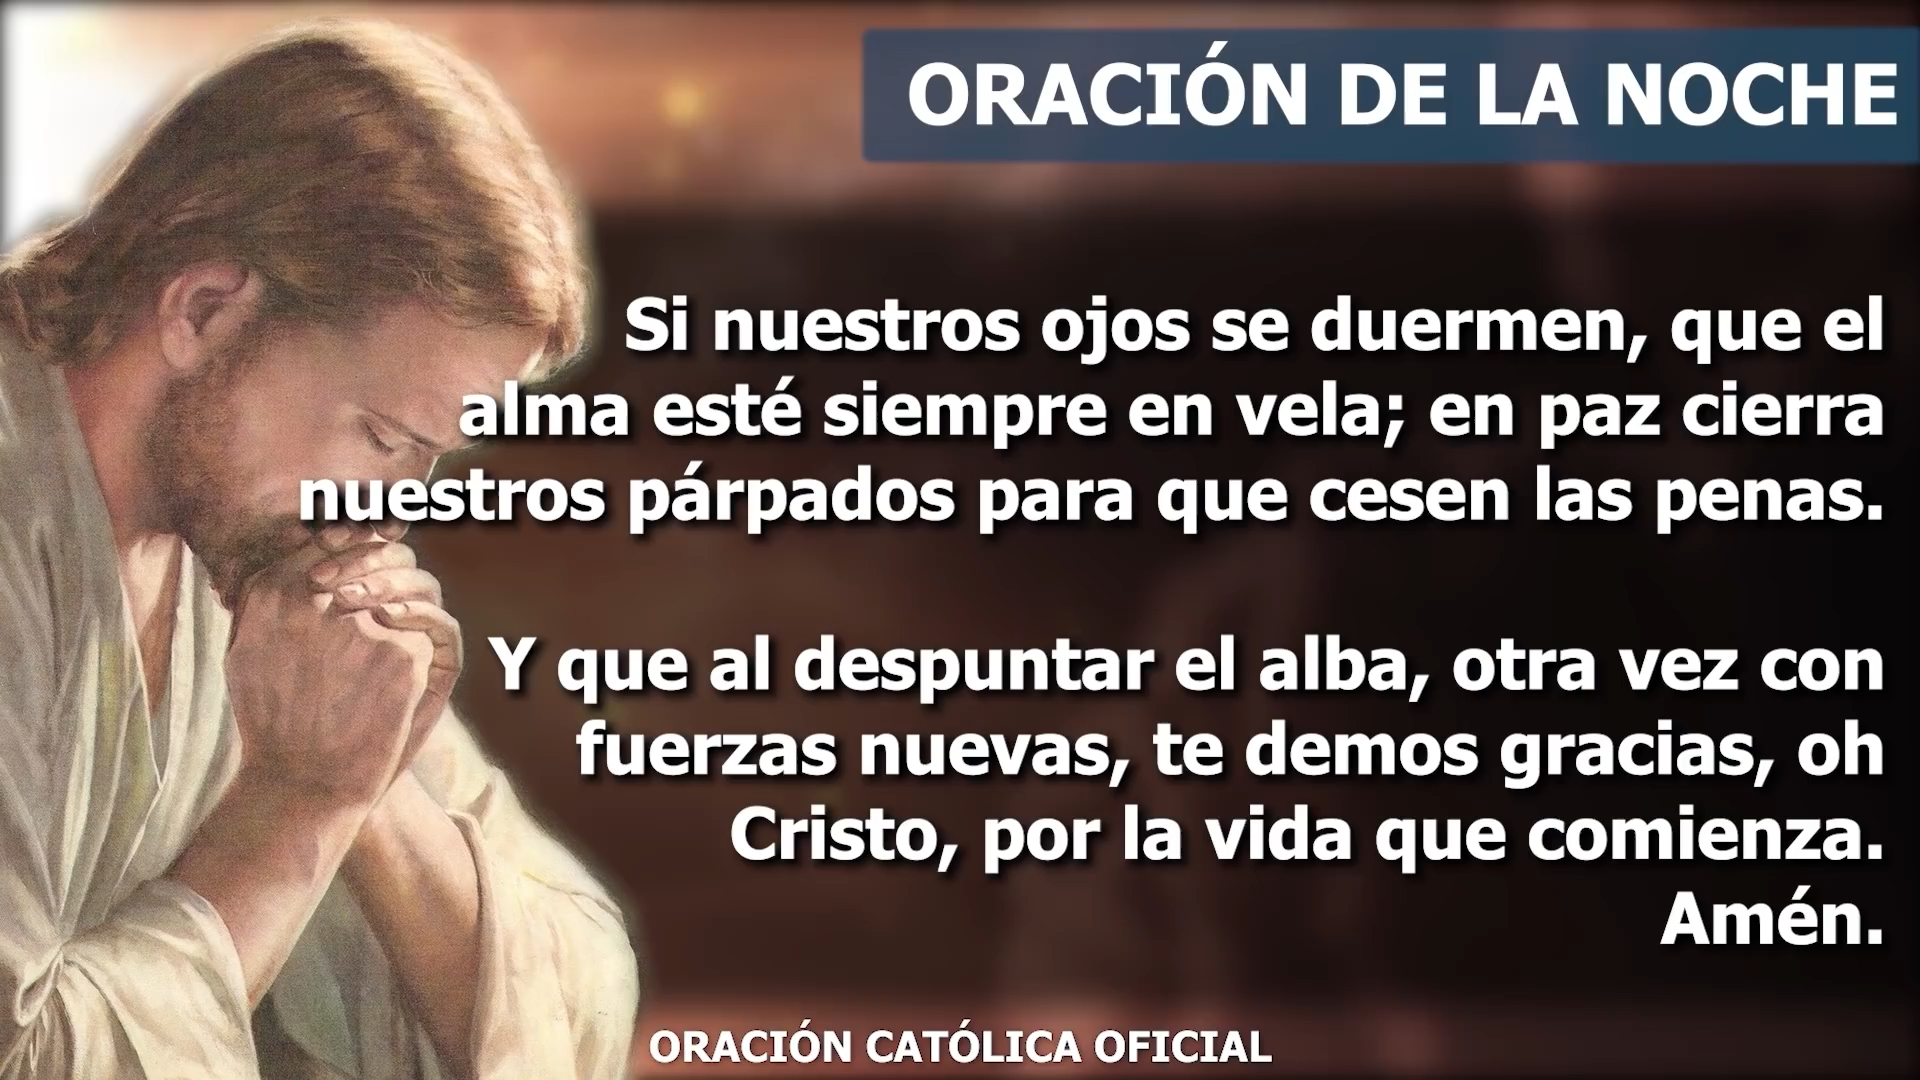 ORACIÓN DE LA NOCHE
Si nuestros ojos se duermen, que el
alma esté siempre en vela; en paz cierra
nuestros párpados para que cesen las penas.
Y que al despuntar el alba, otra vez con
fuerzas nuevas, te demos gracias, oh
Cristo, por la vida que comienza.
Amén.
ORACIÓN CATÓLICA OFICIAL